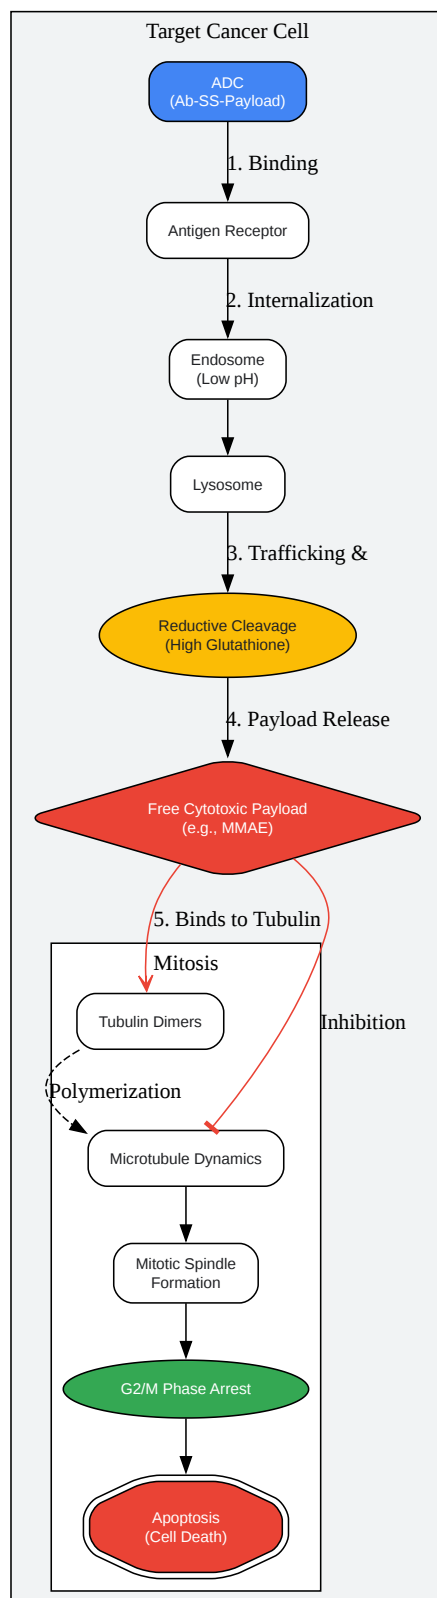 Target Cancer Cell
ADC
(Ab-SS-Payload)
1. Binding
Antigen Receptor
2. Internalization
Endosome
(Low pH)
Lysosome
3. Trafficking &
Reductive Cleavage
(High Glutathione)
4. Payload Release
Free Cytotoxic Payload
(e.g., MMAE)
5. Binds to Tubulin
Mitosis
Tubulin Dimers
Inhibition
Polymerization
Microtubule Dynamics
Mitotic Spindle
Formation
G2/M Phase Arrest
Apoptosis
(Cell Death)